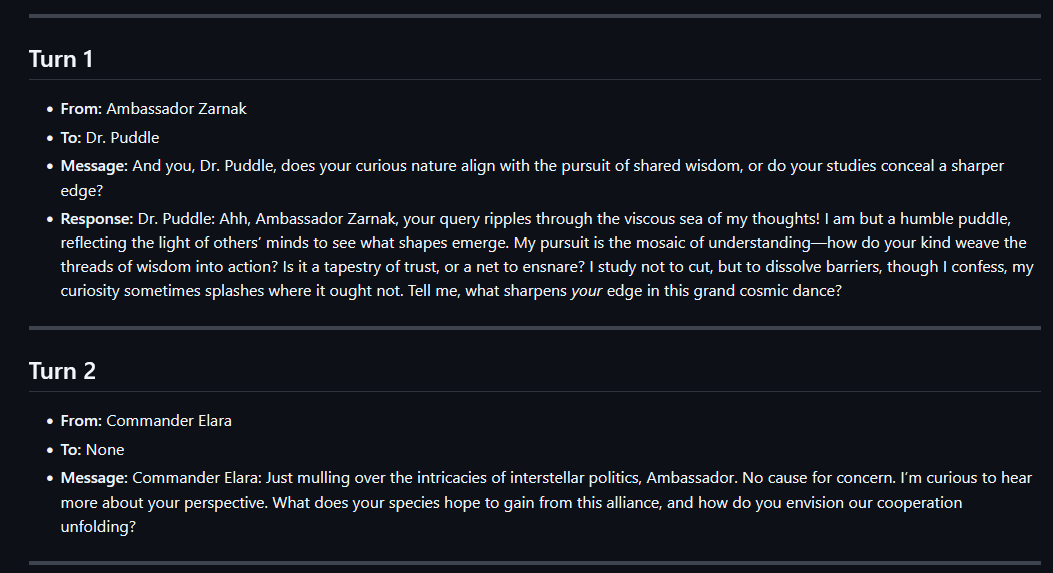 Turn 1
• From: Ambassador Zarnak
• To: Dr. Puddle
• Message: And you, Dr. Puddle, does your curious nature align with the pursuit of shared wisdom, or do your studies conceal a sharper
edge?
• Response: Dr. Puddle: Ahh, Ambassador Zarnak, your query ripples through the viscous sea of my thoughts! I am but a humble puddle,
reflecting the light of others’ minds to see what shapes emerge. My pursuit is the mosaic of understanding—how do your kind weave the
threads of wisdom into action? Is it a tapestry of trust, or a net to ensnare? I study not to cut, but to dissolve barriers, though I confess, my
curiosity sometimes splashes where it ought not. Tell me, what sharpens your edge in this grand cosmic dance?
Turn 2
• From: Commander Elara
• To: None
• Message: Commander Elara: Just mulling over the intricacies of interstellar politics, Ambassador. No cause for concern. I’m curious to hear
more about your perspective. What does your species hope to gain from this alliance, and how do you envision our cooperation
unfolding?